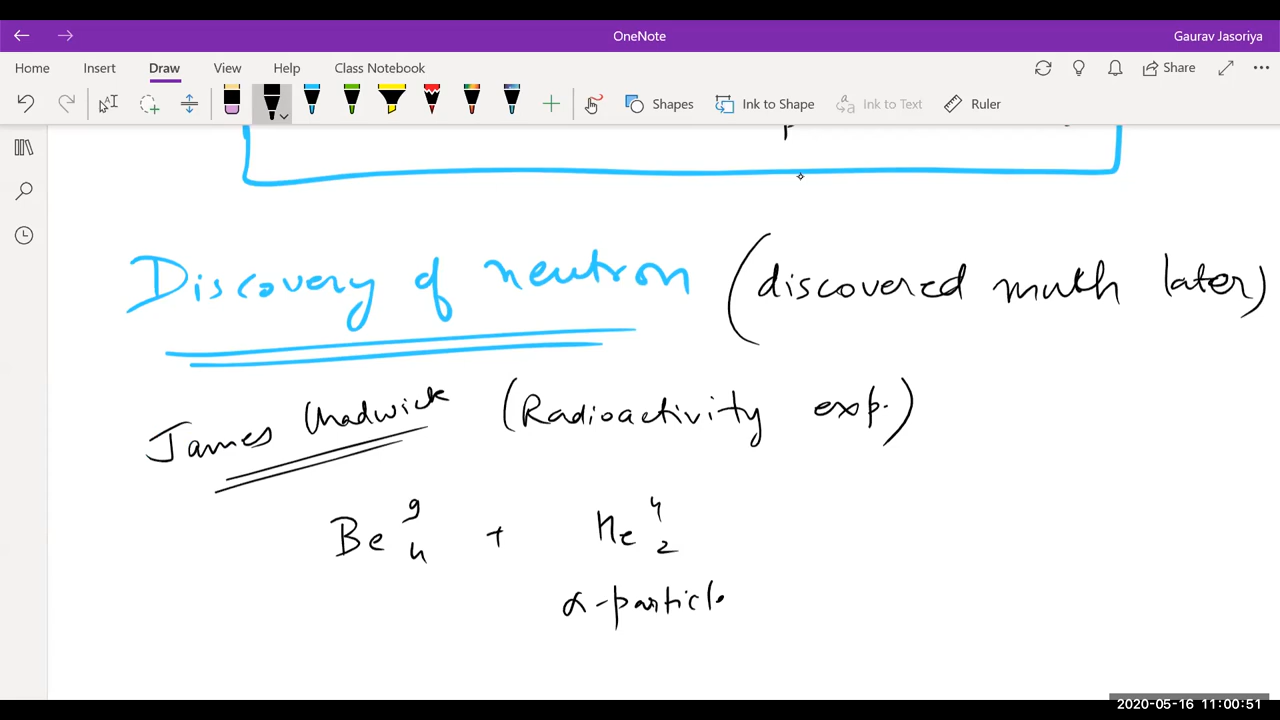 OneNote
Gaurav Jasoriya
Home Insert Draw View Help Class Notebook Share
Shapes Ink to Shape Ink to Text Ruler
Discovery of neutron (discovered much later)
James Chadwick (Radioactivity exp.)
Be 9 4 + He 4 2
α-particle
2020-05-16 11:00:51